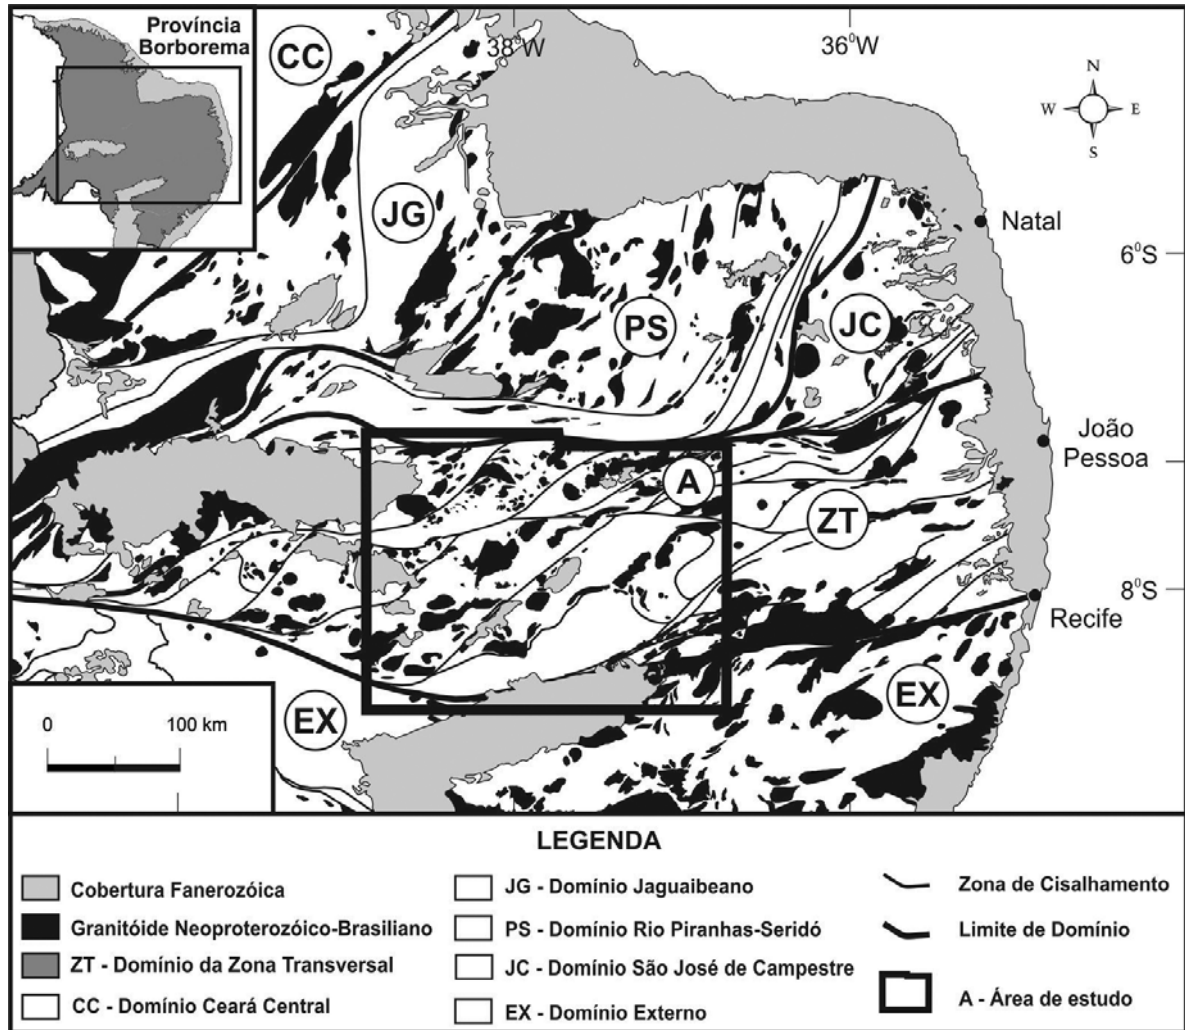 Província
Borborema
38°W
36°W
CC
N
W E
S
JG
Natal
6°S
PS
JC
João
Pessoa
A
ZT
8°S
Recife
EX
EX
0 100 km
LEGENDA
Cobertura Fanerozóica
Granitóide Neoproterozóico-Brasiliano
ZT - Domínio da Zona Transversal
CC - Domínio Ceará Central
JG - Domínio Jaguaibeano
PS - Domínio Rio Piranhas-Seridó
JC - Domínio São José de Campestre
EX - Domínio Externo
Zona de Cisalhamento
Limite de Domínio
A - Área de estudo